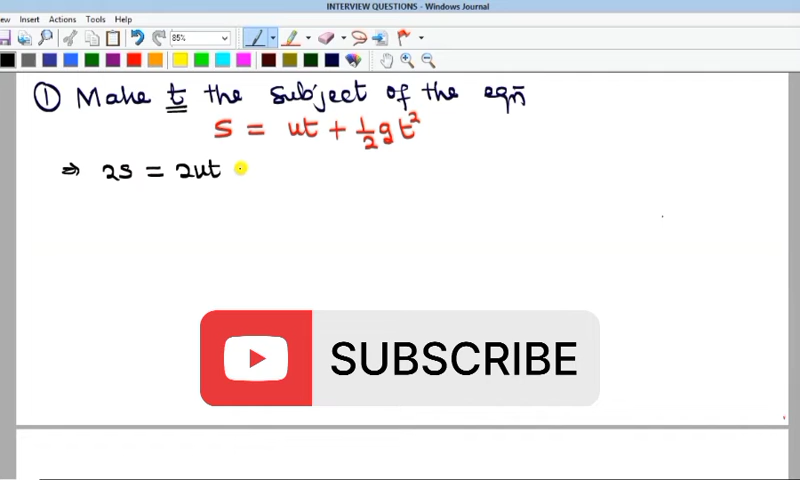 INTERVIEW QUESTIONS - Windows Journal
ew Insert Actions Tools Help
85%
① Make t the subject of the eqn̄
s = ut + ½gt²
⇒ 2s = 2ut
SUBSCRIBE